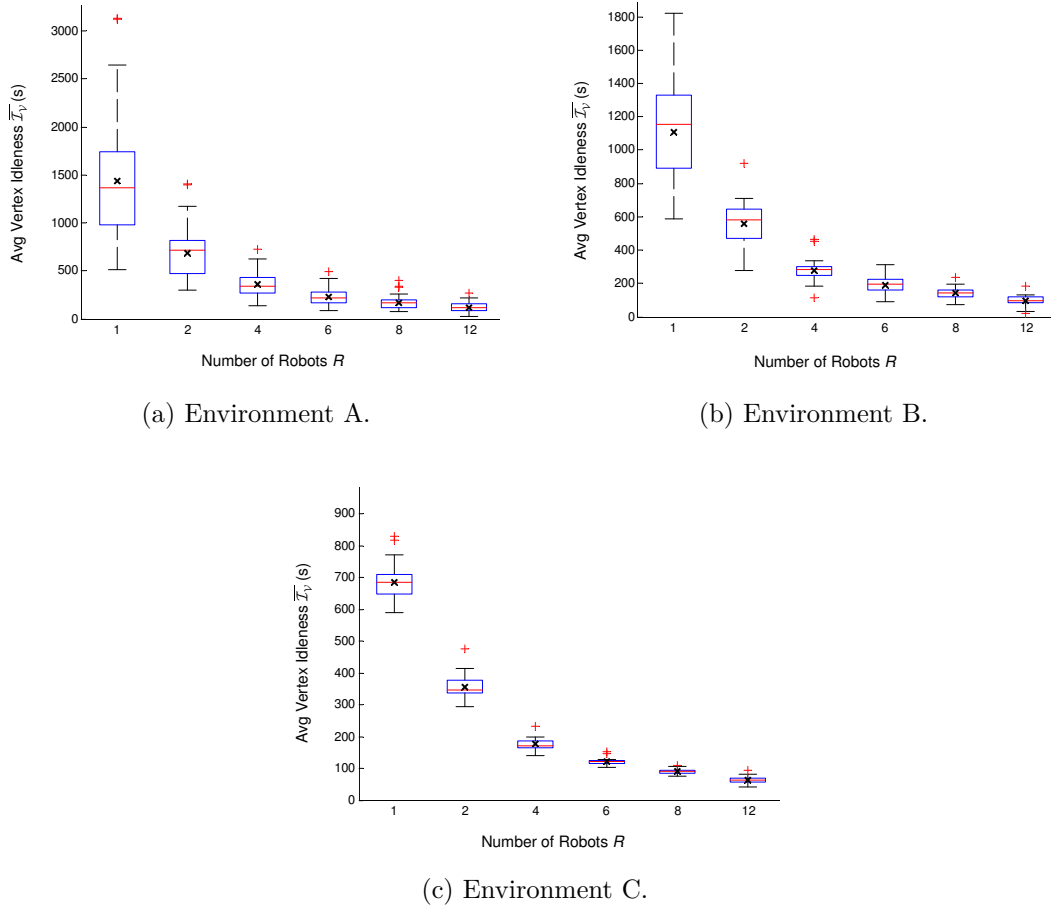 3000
2500
2000
1500
1000
500
0
Avg Vertex Idleness I̅_𝒱 (s)
1 2 4 6 8 12
Number of Robots R
(a) Environment A.
1800
1600
1400
1200
1000
800
600
400
200
0
Avg Vertex Idleness I̅_𝒱 (s)
1 2 4 6 8 12
Number of Robots R
(b) Environment B.
900
800
700
600
500
400
300
200
100
0
Avg Vertex Idleness I̅_𝒱 (s)
1 2 4 6 8 12
Number of Robots R
(c) Environment C.